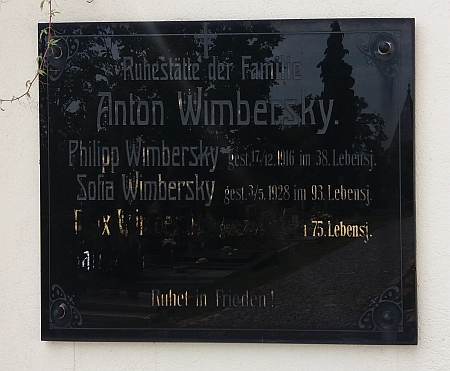 Ruhestätte der Familie
Anton Wimbersky.
Philipp Wimbersky gest. 17/12. 1916 im 38. Lebensj.
Sofia Wimbersky gest. 3/5. 1928 im 93. Lebensj.
75. Lebensj.
Ruhet in Frieden!